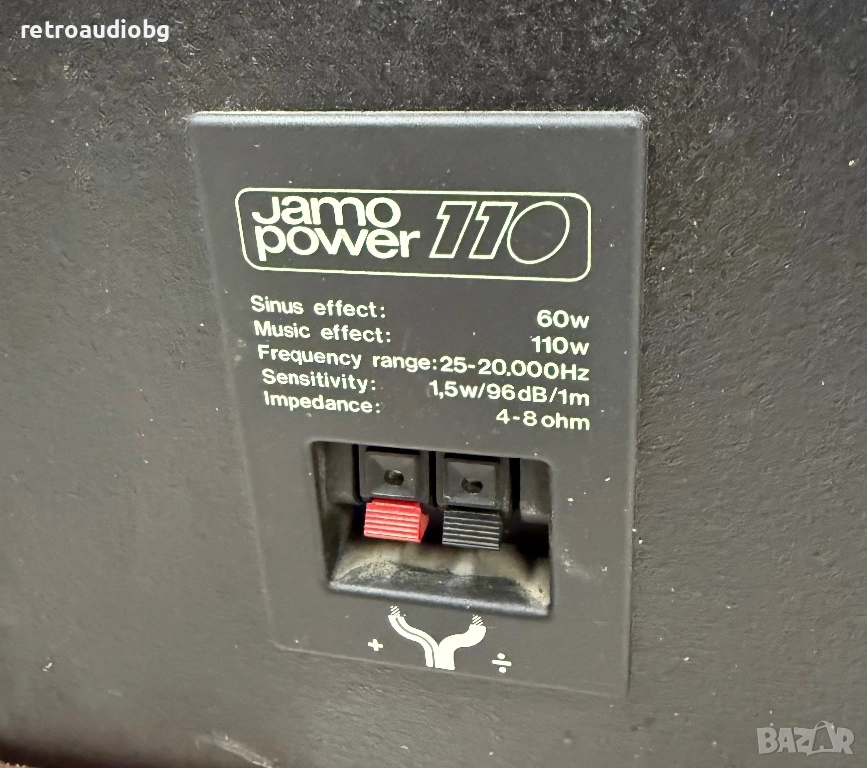 retroaudiobg
Jamo
power 110
Sinus effect: 60w
Music effect: 110w
Frequency range: 25-20.000Hz
Sensitivity: 1,5w/96dB/1m
Impedance: 4-8 ohm
+ ÷
BAZAR